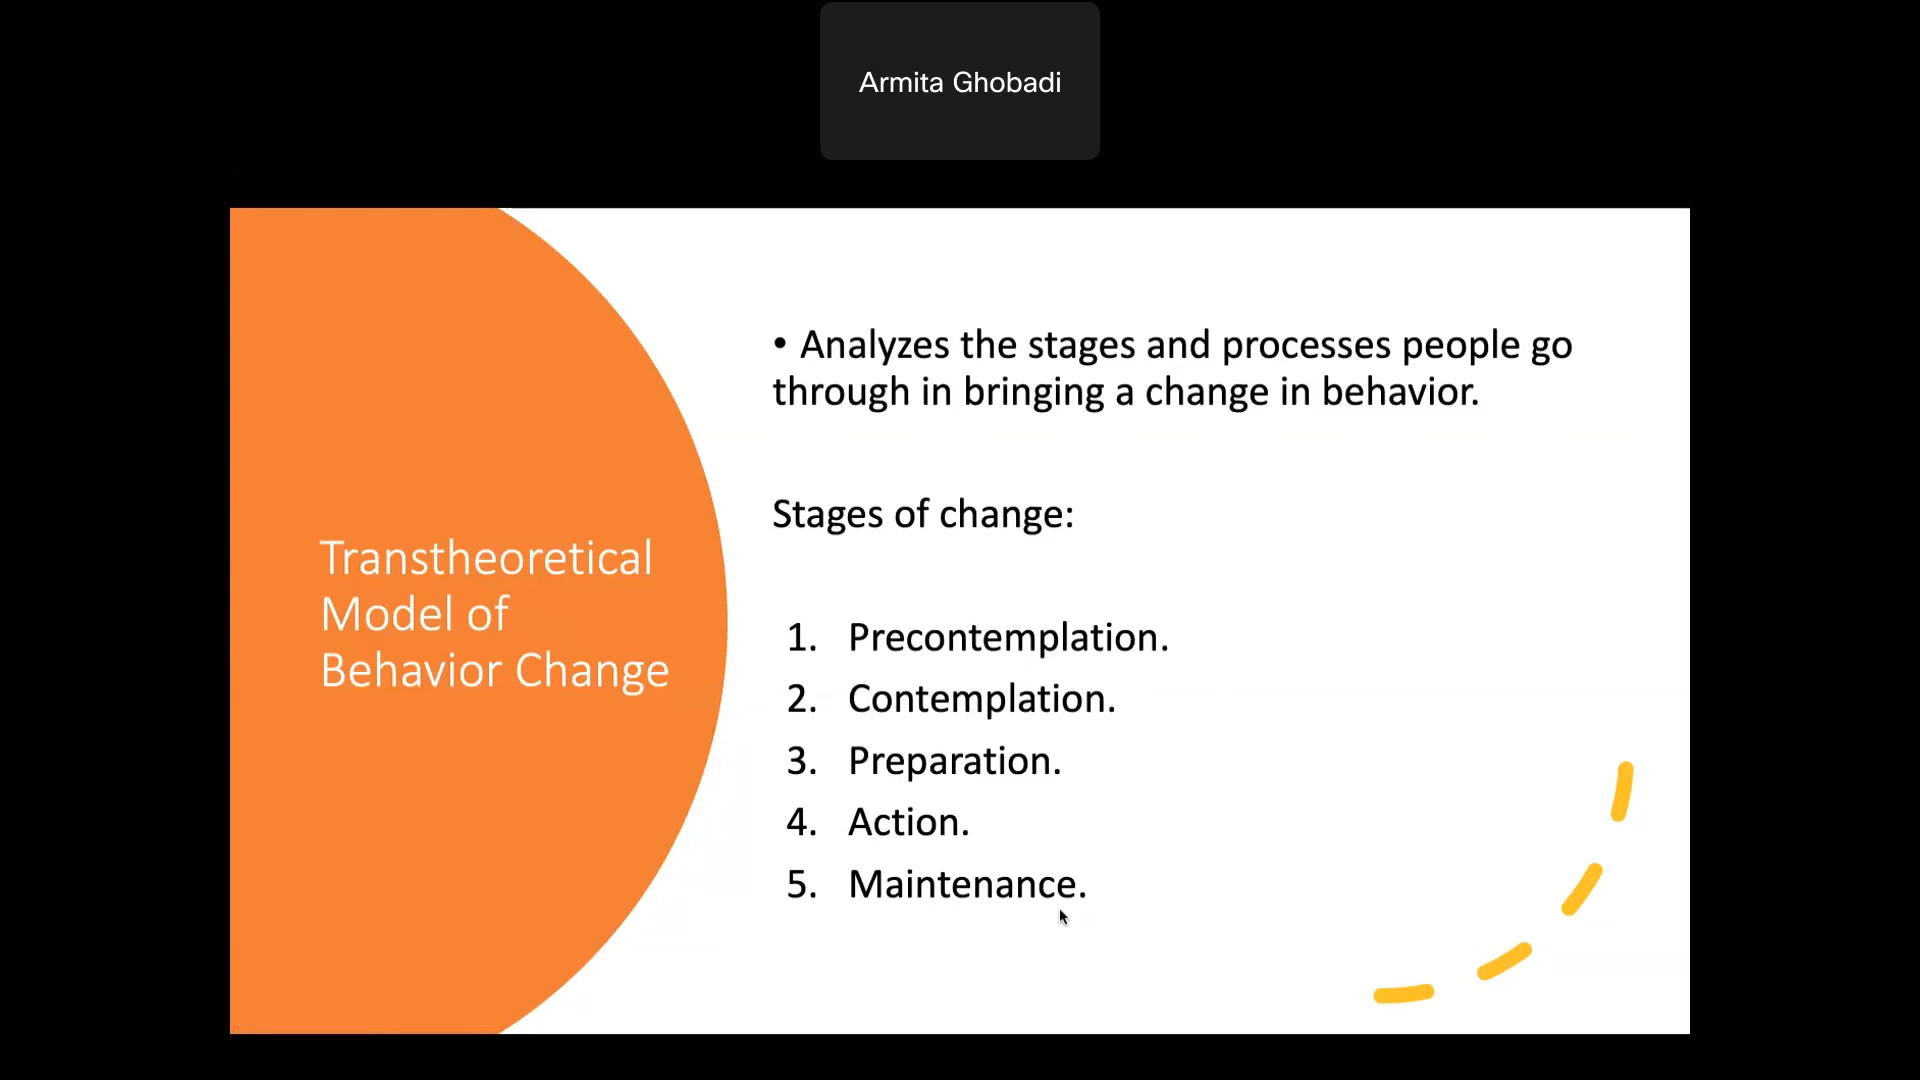 Armita Ghobadi
Transtheoretical
Model of
Behavior Change
• Analyzes the stages and processes people go
through in bringing a change in behavior.
Stages of change:
1. Precontemplation.
2. Contemplation.
3. Preparation.
4. Action.
5. Maintenance.